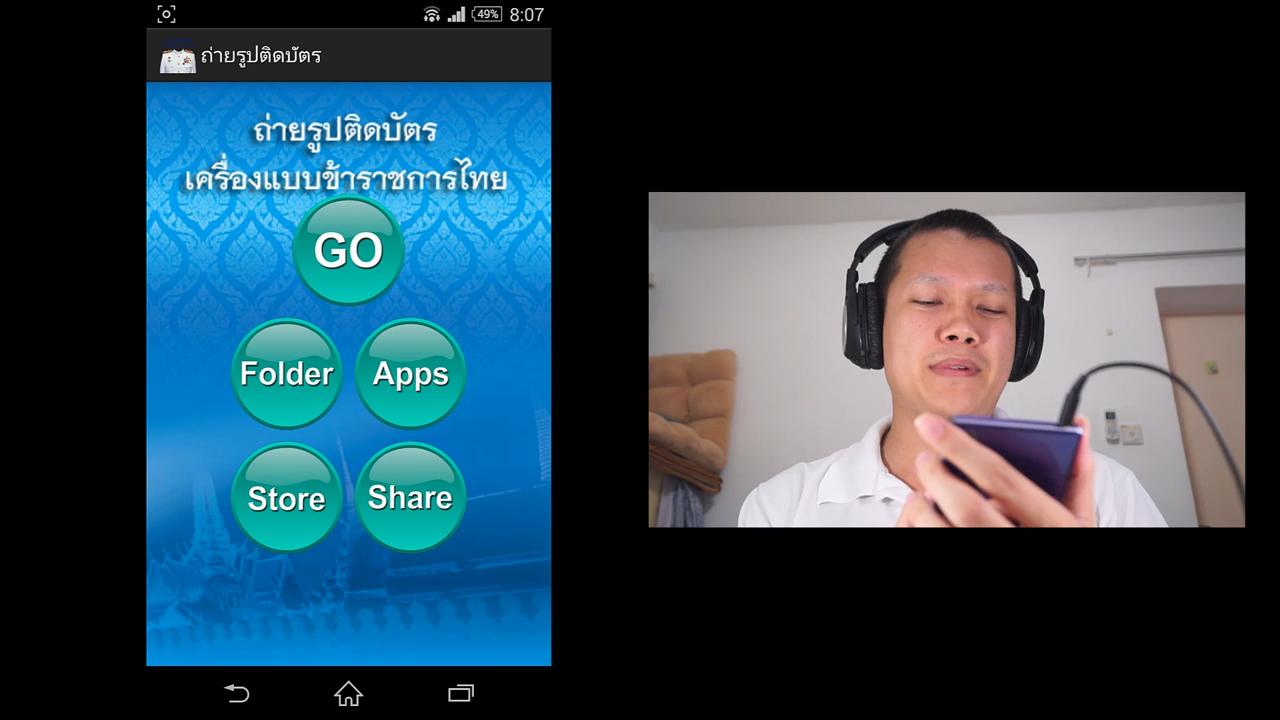 49% 8:07
ถ่ายรูปติดบัตร
ถ่ายรูปติดบัตร
เครื่องแบบข้าราชการไทย
GO
Folder Apps
Store Share